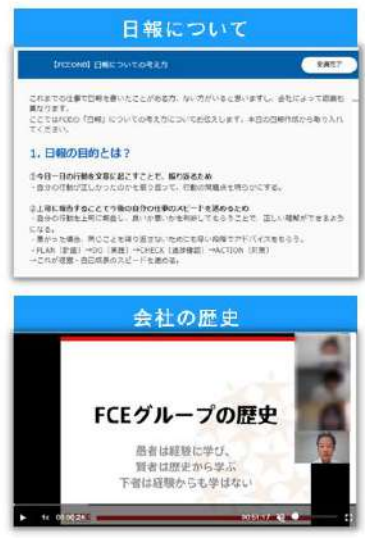 日報について
【FCEOND】日報についての考え方
受講完了
これまでの仕事で日報を書いたことがある方、ない方がいると思いますし、会社によって認識も
異なります。
ここではFCEの「日報」についての考え方についてお伝えします。本日の日報作成から取り入れ
てください。
1. 日報の目的とは？
①今日一日の行動を文章に起こすことで、振り返るため
・自分の行動が正しかったのかを振り返って、行動の問題点を明らかにする。
②上司に報告することで今後の自分の仕事のスピードを速めるため
・自分の行動を上司に報告し、良いか悪いかを判断してもらうことで、正しい理解ができるよう
になる。
・悪かった場合、同じことを繰り返さないためにも早い段階でアドバイスをもらう。
・PLAN（計画）→DO（実践）→CHECK（進捗確認）→ACTION（対策）
→これが成長・自己成長のスピードを速める。
会社の歴史
FCEグループの歴史
愚者は経験に学び、
賢者は歴史から学ぶ
下者は経験からも学ばない
1x 00:00:24
00:51:17